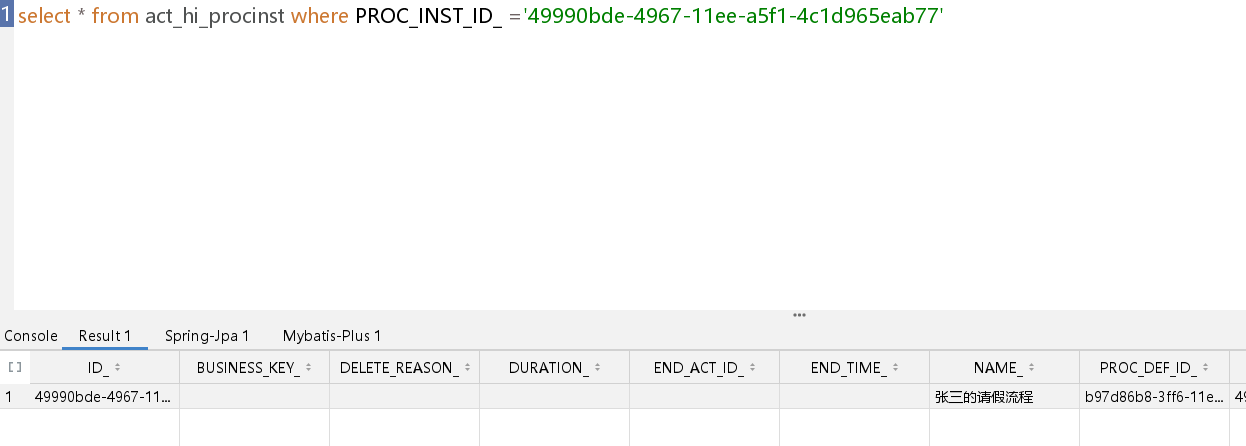 1 select * from act_hi_procinst where PROC_INST_ID_ ='49990bde-4967-11ee-a5f1-4c1d965eab77'
Console Result 1 Spring-Jpa 1 Mybatis-Plus 1
[] ID_ BUSINESS_KEY_ DELETE_REASON_ DURATION_ END_ACT_ID_ END_TIME_ NAME_ PROC_DEF_ID_
1 49990bde-4967-11... 张三的请假流程 b97d86b8-3ff6-11e... 49